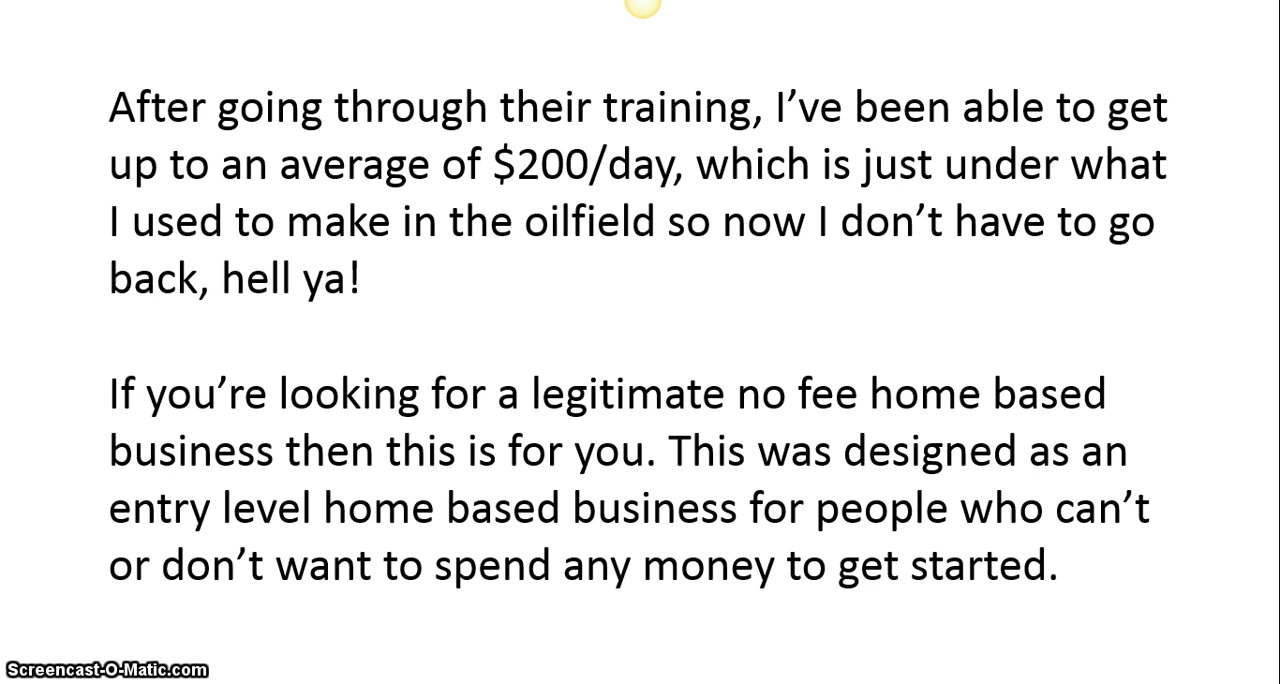 After going through their training, I’ve been able to get
up to an average of $200/day, which is just under what
I used to make in the oilfield so now I don’t have to go
back, hell ya!
If you’re looking for a legitimate no fee home based
business then this is for you. This was designed as an
entry level home based business for people who can’t
or don’t want to spend any money to get started.
Screencast-O-Matic.com